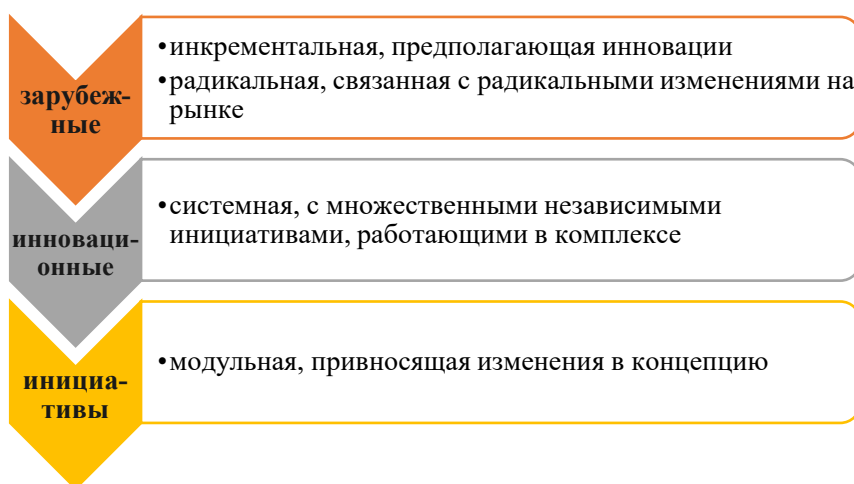 зарубеж-
ные
•инкрементальная, предполагающая инновации
•радикальная, связанная с радикальными изменениями на
рынке
инноваци-
онные
•системная, с множественными независимыми
инициативами, работающими в комплексе
инициа-
тивы
•модульная, привносящая изменения в концепцию